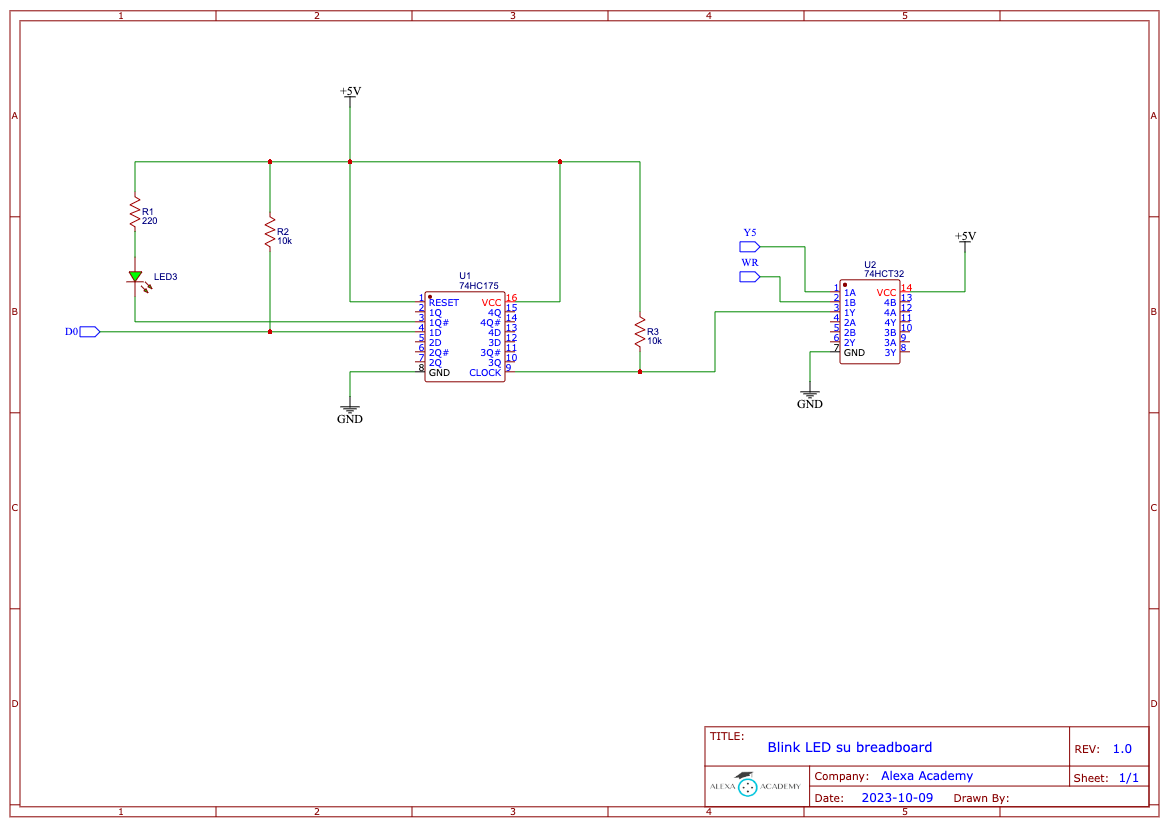 1 2 3 4 5
A A
+5V
R1
220
R2
10k
LED3
D0
U1
74HC175
1 RESET VCC 16
2 1Q 4Q 15
3 1Q# 4Q# 14
4 1D 4D 13
5 2D 3D 12
6 2Q# 3Q# 11
7 2Q 3Q 10
8 GND CLOCK 9
GND
R3
10k
Y5
WR
+5V
U2
74HCT32
1 1A VCC 14
2 1B 4B 13
3 1Y 4A 12
4 2A 4Y 11
5 2B 3B 10
6 2Y 3A 9
7 GND 3Y 8
GND
B B
C C
D D
TITLE:
Blink LED su breadboard
REV: 1.0
ALEXA ACADEMY
Company: Alexa Academy
Sheet: 1/1
Date: 2023-10-09 Drawn By:
1 2 3 4 5